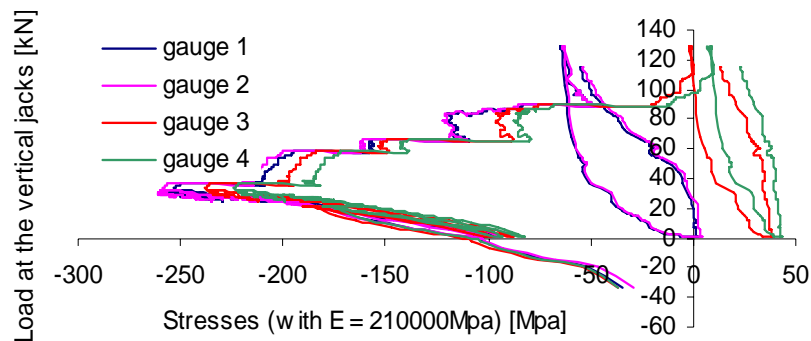 Load at the vertical jacks [kN]
gauge 1
gauge 2
gauge 3
gauge 4
140
120
100
80
60
40
20
0
-20
-40
-60
-300 -250 -200 -150 -100 -50 0 50
Stresses (with E = 210000Mpa) [Mpa]